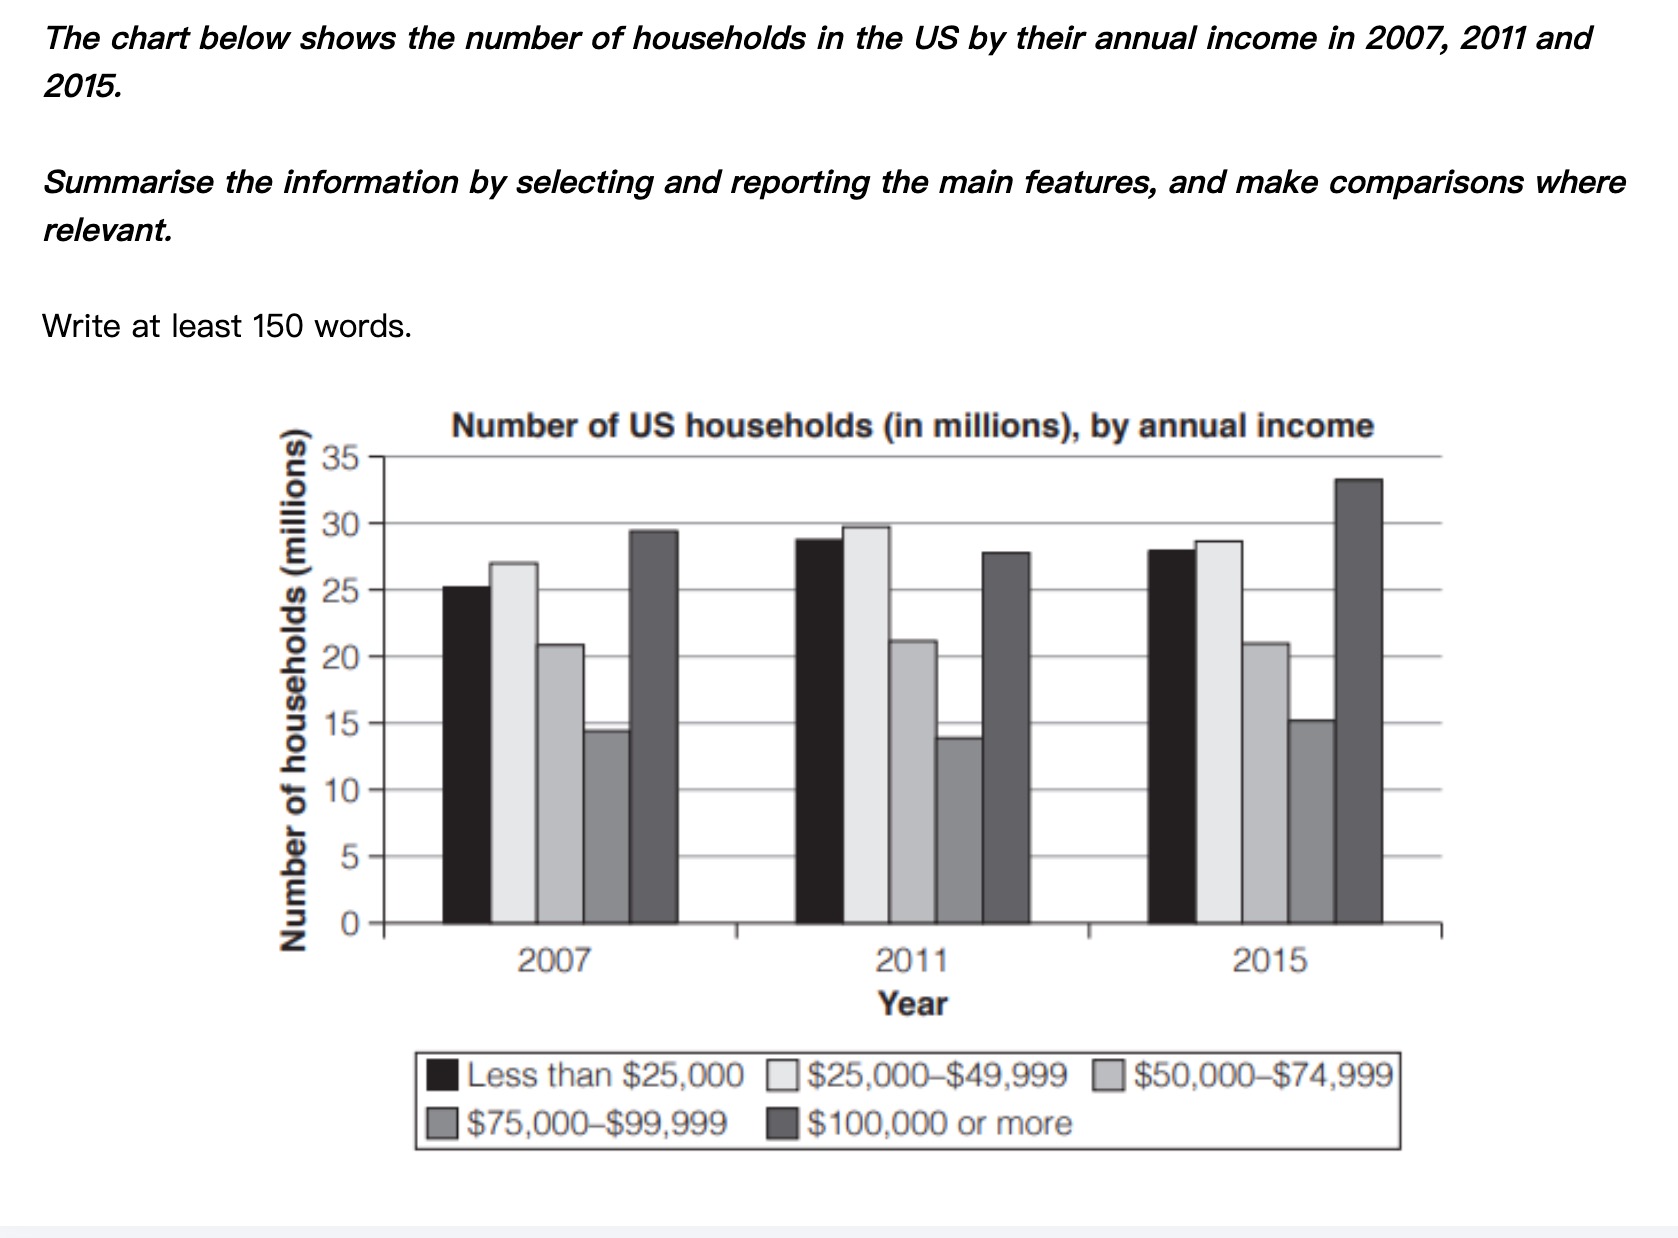 The chart below shows the number of households in the US by their annual income in 2007, 2011 and
2015.
Summarise the information by selecting and reporting the main features, and make comparisons where
relevant.
Write at least 150 words.
Number of US households (in millions), by annual income
Number of households (millions)
35
30
25
20
15
10
5
0
2007 2011 2015
Year
Less than $25,000 $25,000–$49,999 $50,000–$74,999
$75,000–$99,999 $100,000 or more